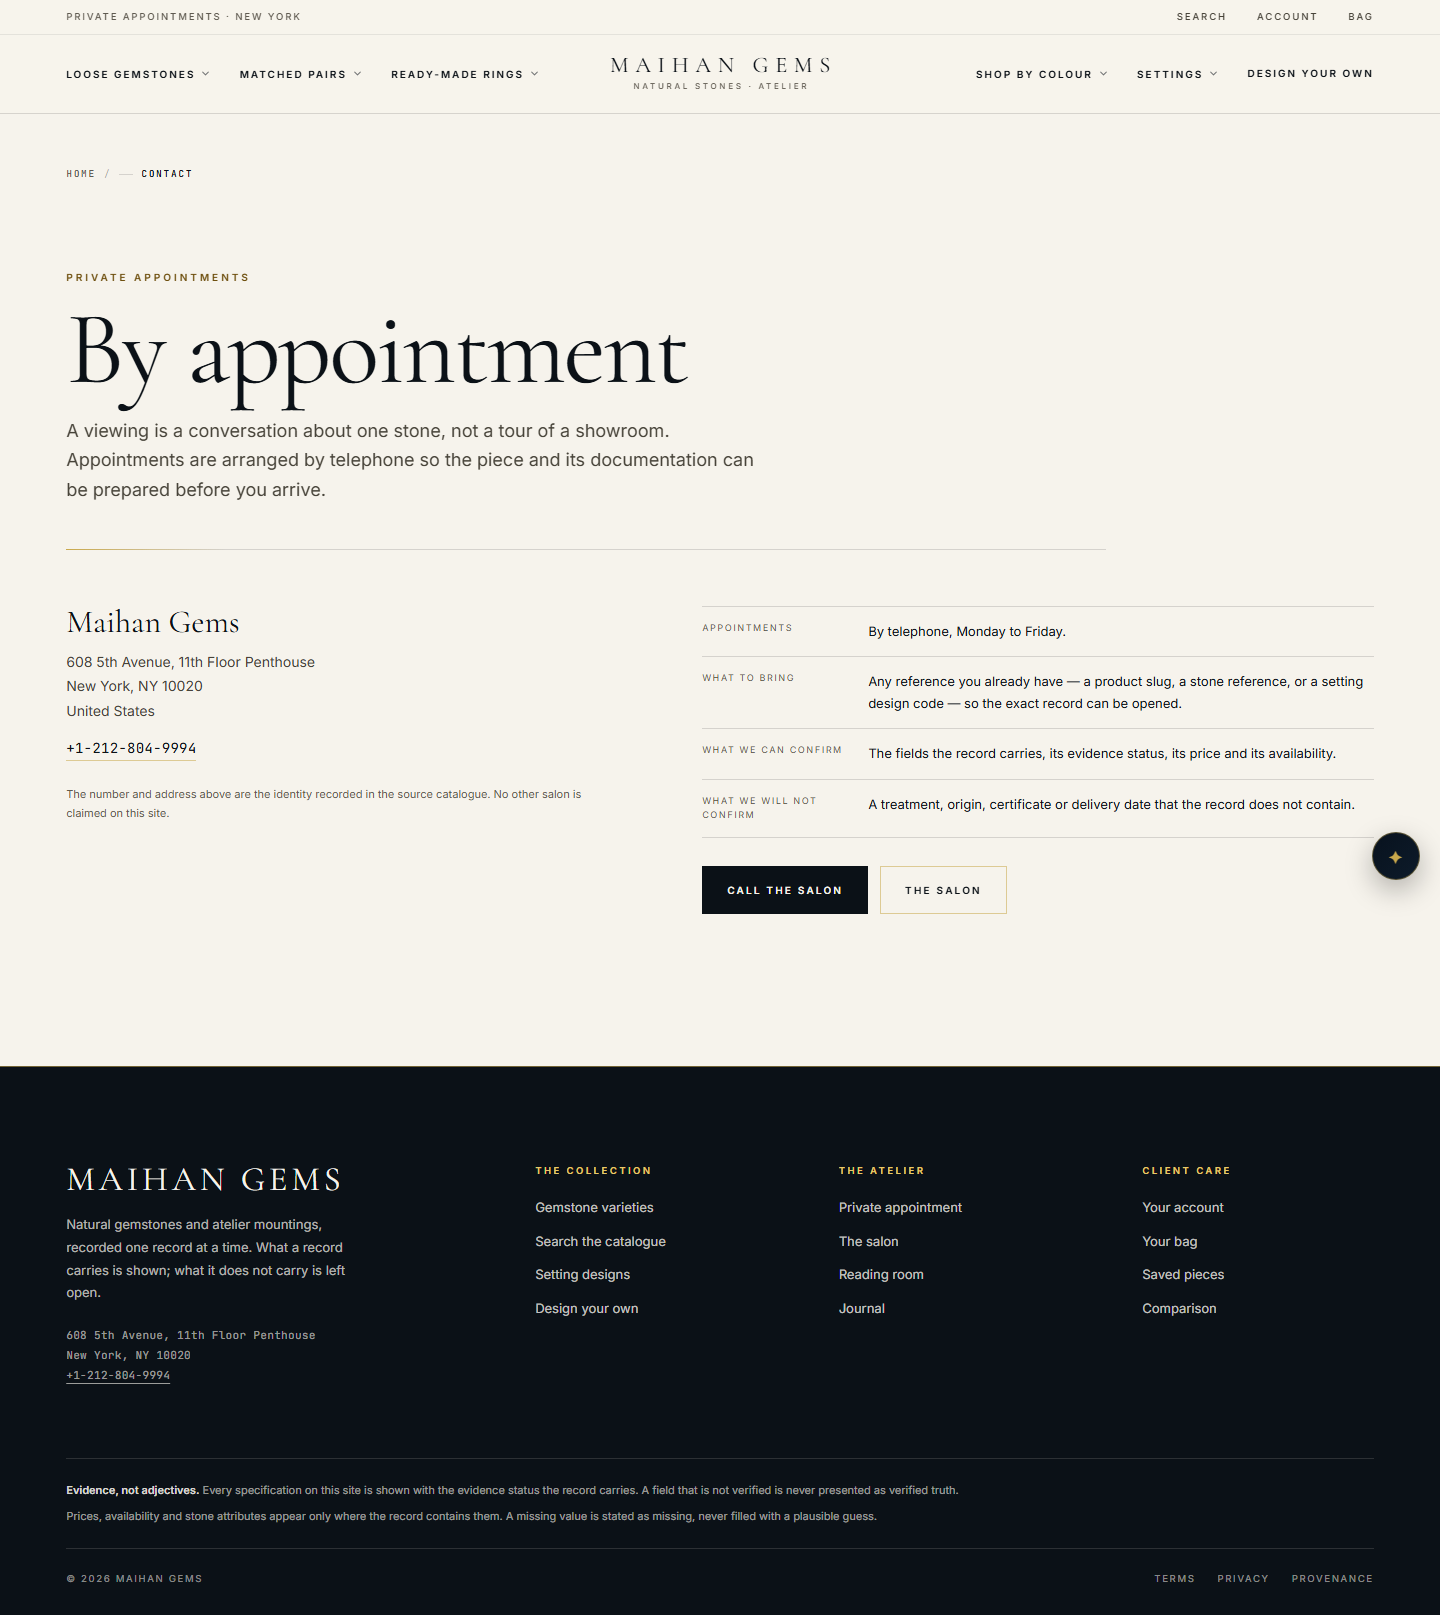 PRIVATE APPOINTMENTS · NEW YORK
SEARCH ACCOUNT BAG
LOOSE GEMSTONES MATCHED PAIRS READY-MADE RINGS
MAIHAN GEMS
NATURAL STONES · ATELIER
SHOP BY COLOUR SETTINGS DESIGN YOUR OWN
HOME / — CONTACT
PRIVATE APPOINTMENTS
By appointment
A viewing is a conversation about one stone, not a tour of a showroom.
Appointments are arranged by telephone so the piece and its documentation can
be prepared before you arrive.
Maihan Gems
608 5th Avenue, 11th Floor Penthouse
New York, NY 10020
United States
+1-212-804-9994
The number and address above are the identity recorded in the source catalogue. No other salon is
claimed on this site.
APPOINTMENTS
By telephone, Monday to Friday.
WHAT TO BRING
Any reference you already have — a product slug, a stone reference, or a setting
design code — so the exact record can be opened.
WHAT WE CAN CONFIRM
The fields the record carries, its evidence status, its price and its availability.
WHAT WE WILL NOT
CONFIRM
A treatment, origin, certificate or delivery date that the record does not contain.
CALL THE SALON
THE SALON
MAIHAN GEMS
Natural gemstones and atelier mountings,
recorded one record at a time. What a record
carries is shown; what it does not carry is left
open.
608 5th Avenue, 11th Floor Penthouse
New York, NY 10020
+1-212-804-9994
THE COLLECTION
Gemstone varieties
Search the catalogue
Setting designs
Design your own
THE ATELIER
Private appointment
The salon
Reading room
Journal
CLIENT CARE
Your account
Your bag
Saved pieces
Comparison
Evidence, not adjectives. Every specification on this site is shown with the evidence status the record carries. A field that is not verified is never presented as verified truth.
Prices, availability and stone attributes appear only where the record contains them. A missing value is stated as missing, never filled with a plausible guess.
© 2026 MAIHAN GEMS
TERMS PRIVACY PROVENANCE